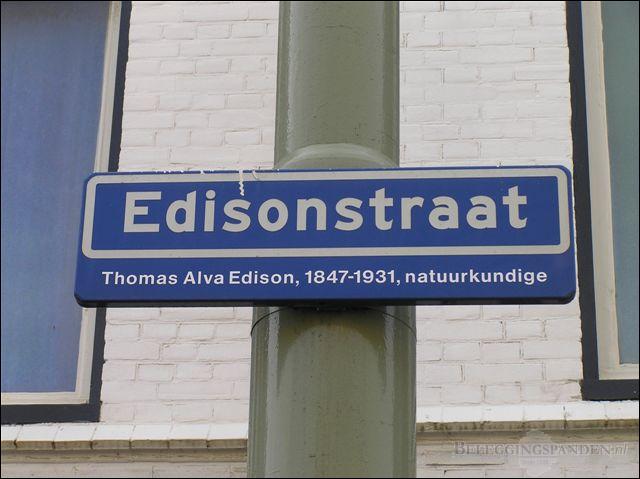 Edisonstraat
Thomas Alva Edison, 1847-1931, natuurkundige
BELEGGINGSPANDEN.nl